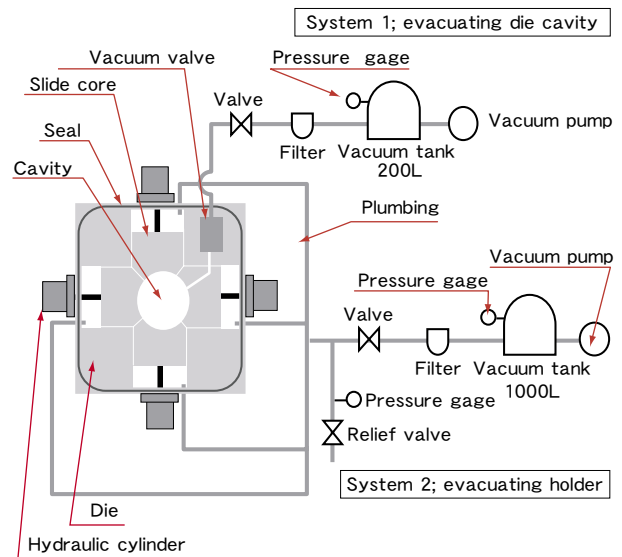 System 1; evacuating die cavity
Vacuum valve
Pressure gage
Slide core
Valve
Seal
Filter
Vacuum tank
200L
Vacuum pump
Cavity
Plumbing
Vacuum pump
Pressure gage
Valve
Filter
Vacuum tank
1000L
Pressure gage
Relief valve
System 2; evacuating holder
Die
Hydraulic cylinder